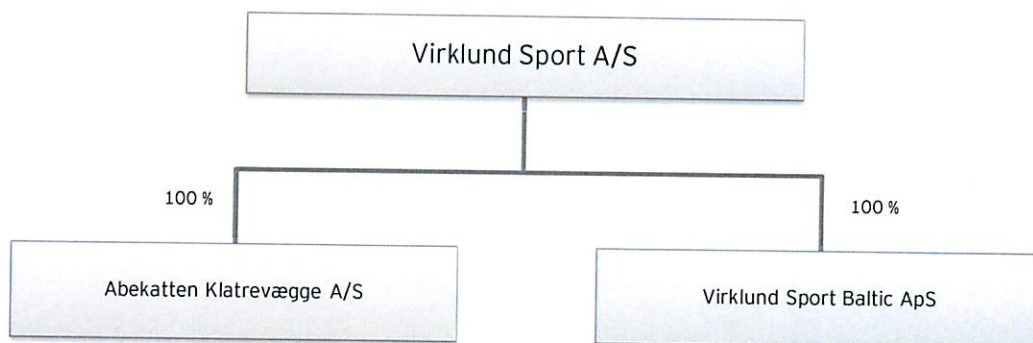 Virklund Sport A/S
100 %
100 %
Abekatten Klatrevægge A/S
Virklund Sport Baltic ApS